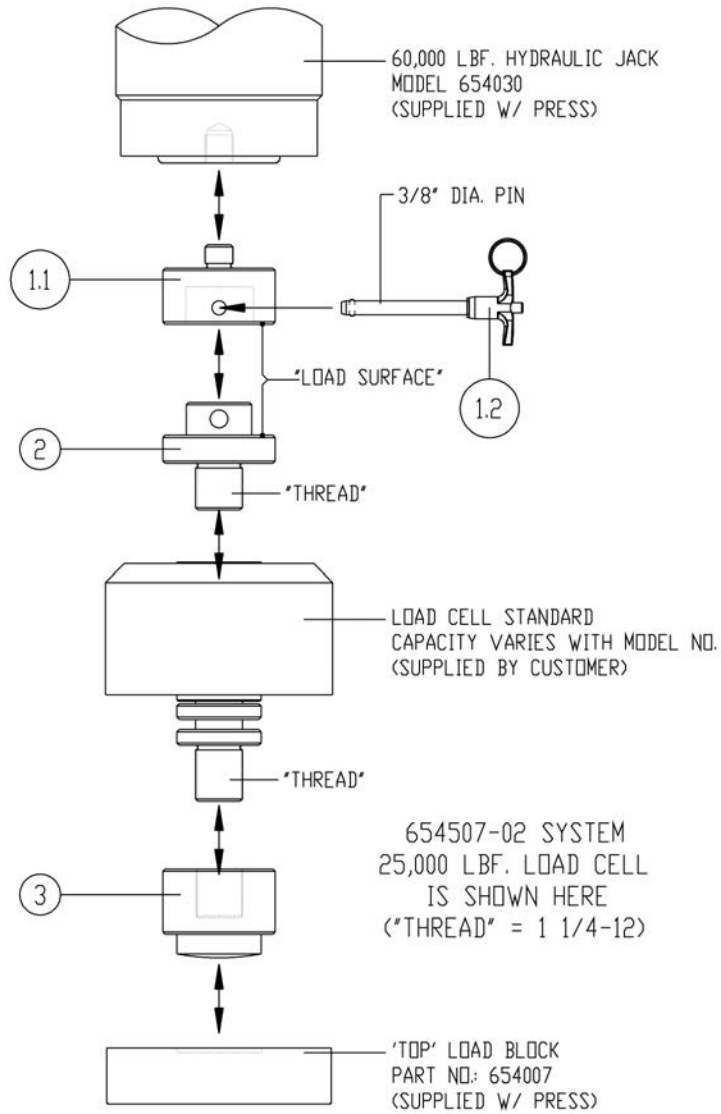 60,000 LBF. HYDRAULIC JACK
MODEL 654030
(SUPPLIED W/ PRESS)
3/8" DIA. PIN
1.1
"LOAD SURFACE"
1.2
2
"THREAD"
LOAD CELL STANDARD
CAPACITY VARIES WITH MODEL NO.
(SUPPLIED BY CUSTOMER)
"THREAD"
654507-02 SYSTEM
25,000 LBF. LOAD CELL
IS SHOWN HERE
("THREAD" = 1 1/4-12)
3
'TOP' LOAD BLOCK
PART NO.: 654007
(SUPPLIED W/ PRESS)